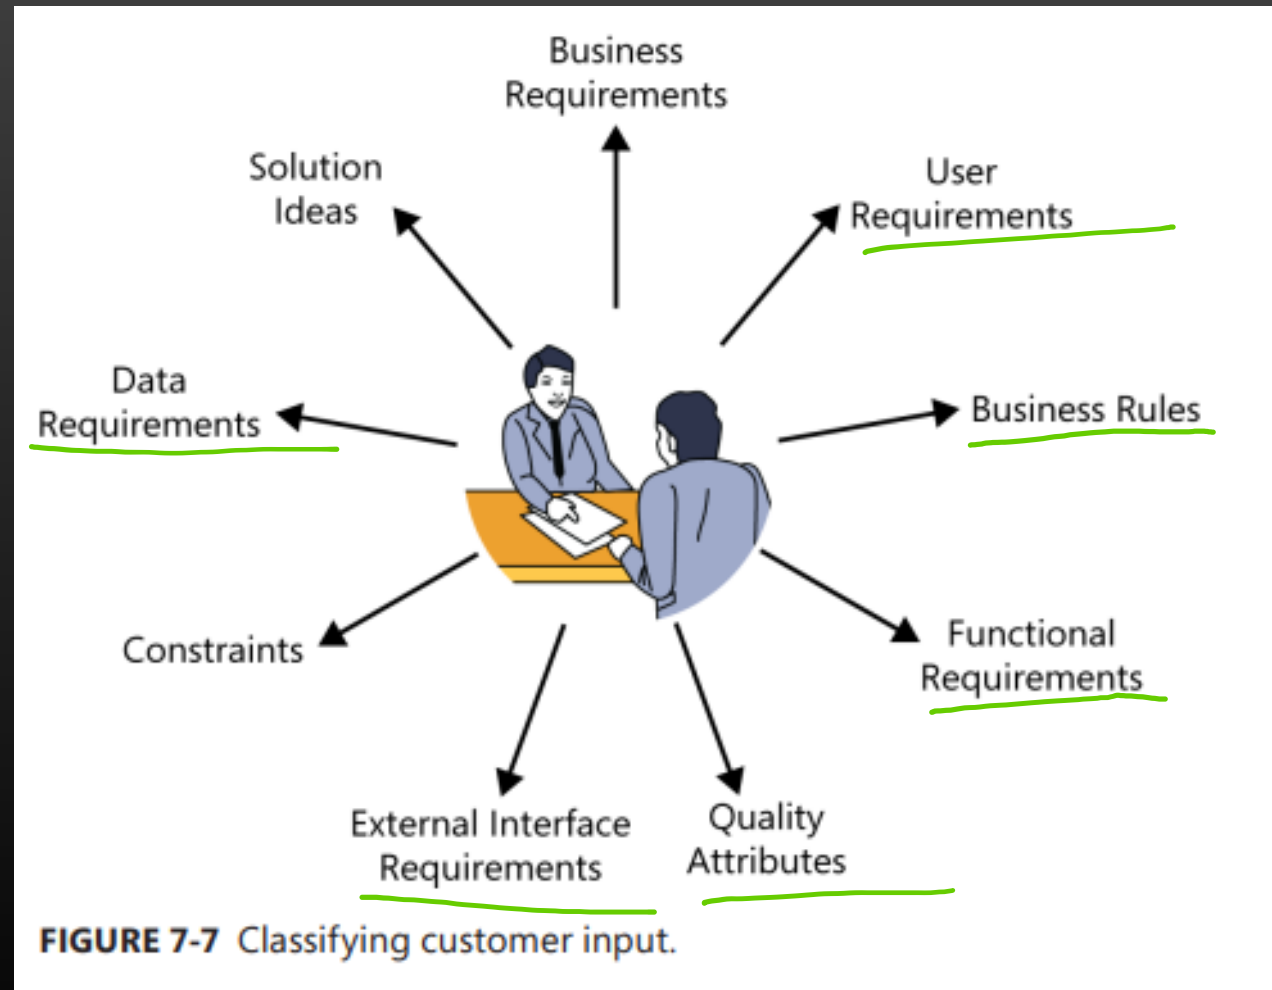 Business
Requirements
Solution
Ideas
User
Requirements
Data
Requirements
Business Rules
Constraints
Functional
Requirements
External Interface
Requirements
Quality
Attributes
FIGURE 7-7 Classifying customer input.